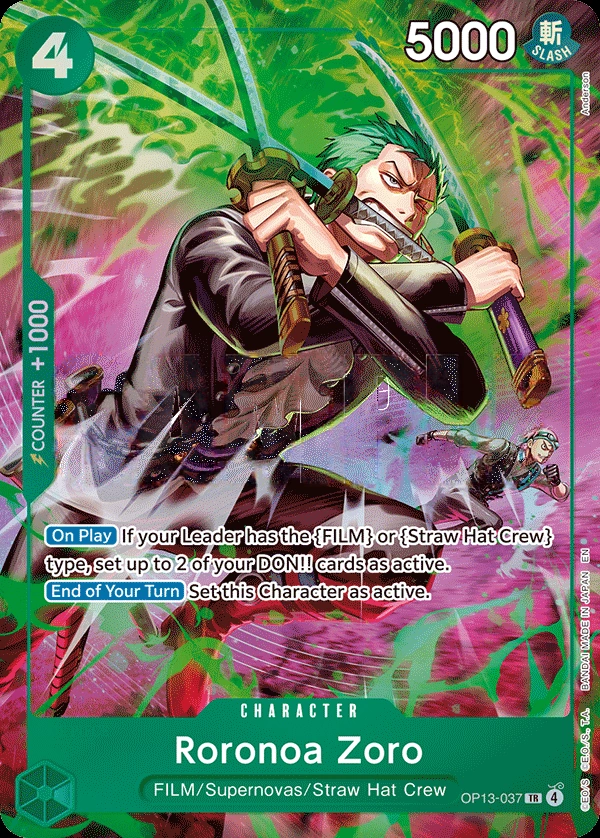 4
5000
斬
SLASH
Anderson
COUNTER +1000
On Play If your Leader has the {FILM} or {Straw Hat Crew}
type, set up to 2 of your DON!! cards as active.
End of Your Turn Set this Character as active.
CHARACTER
Roronoa Zoro
FILM/Supernovas/Straw Hat Crew
OP13-037 TR 4
©E.O/S ©E.O./S., T.A. BANDAI MADE IN JAPAN EN